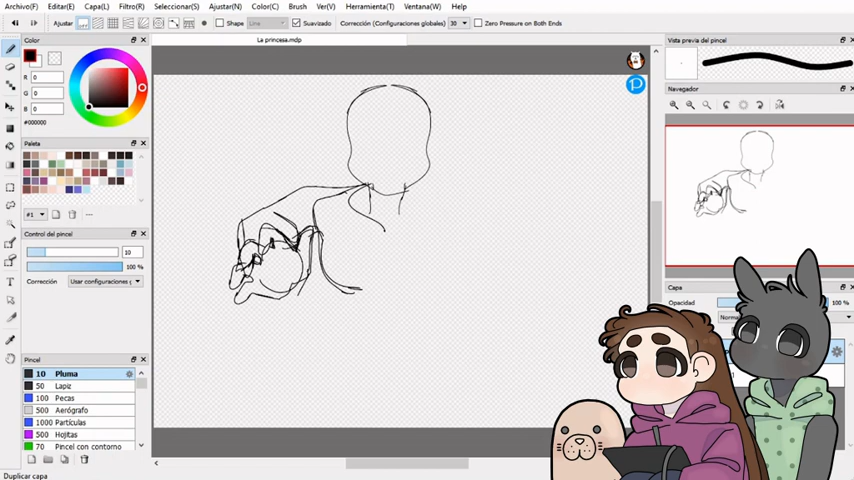 Archivo(F) Editar Capa(L) Filtro(R) Seleccionar(S) Ajustar(N) Color(C) Brush Ver(V) Herramienta(T) Ventana(W) Help
Ajustar Shape Line Suavizado Corrección (Configuraciones globales) 30 Zero Pressure on Both Ends
La princesa.mdp
Color
R 0
G 0
B 0
#000000
Paleta
#1
Control del pincel
10
100 %
Corrección Usar configuraciones g
Pincel
10 Pluma
50 Lapiz
100 Pecas
500 Aerógrafo
1000 Partículas
500 Hojitas
70 Pincel con contorno
Duplicar capa
Vista previa del pincel
Navegador
Capa
Opacidad 100 %